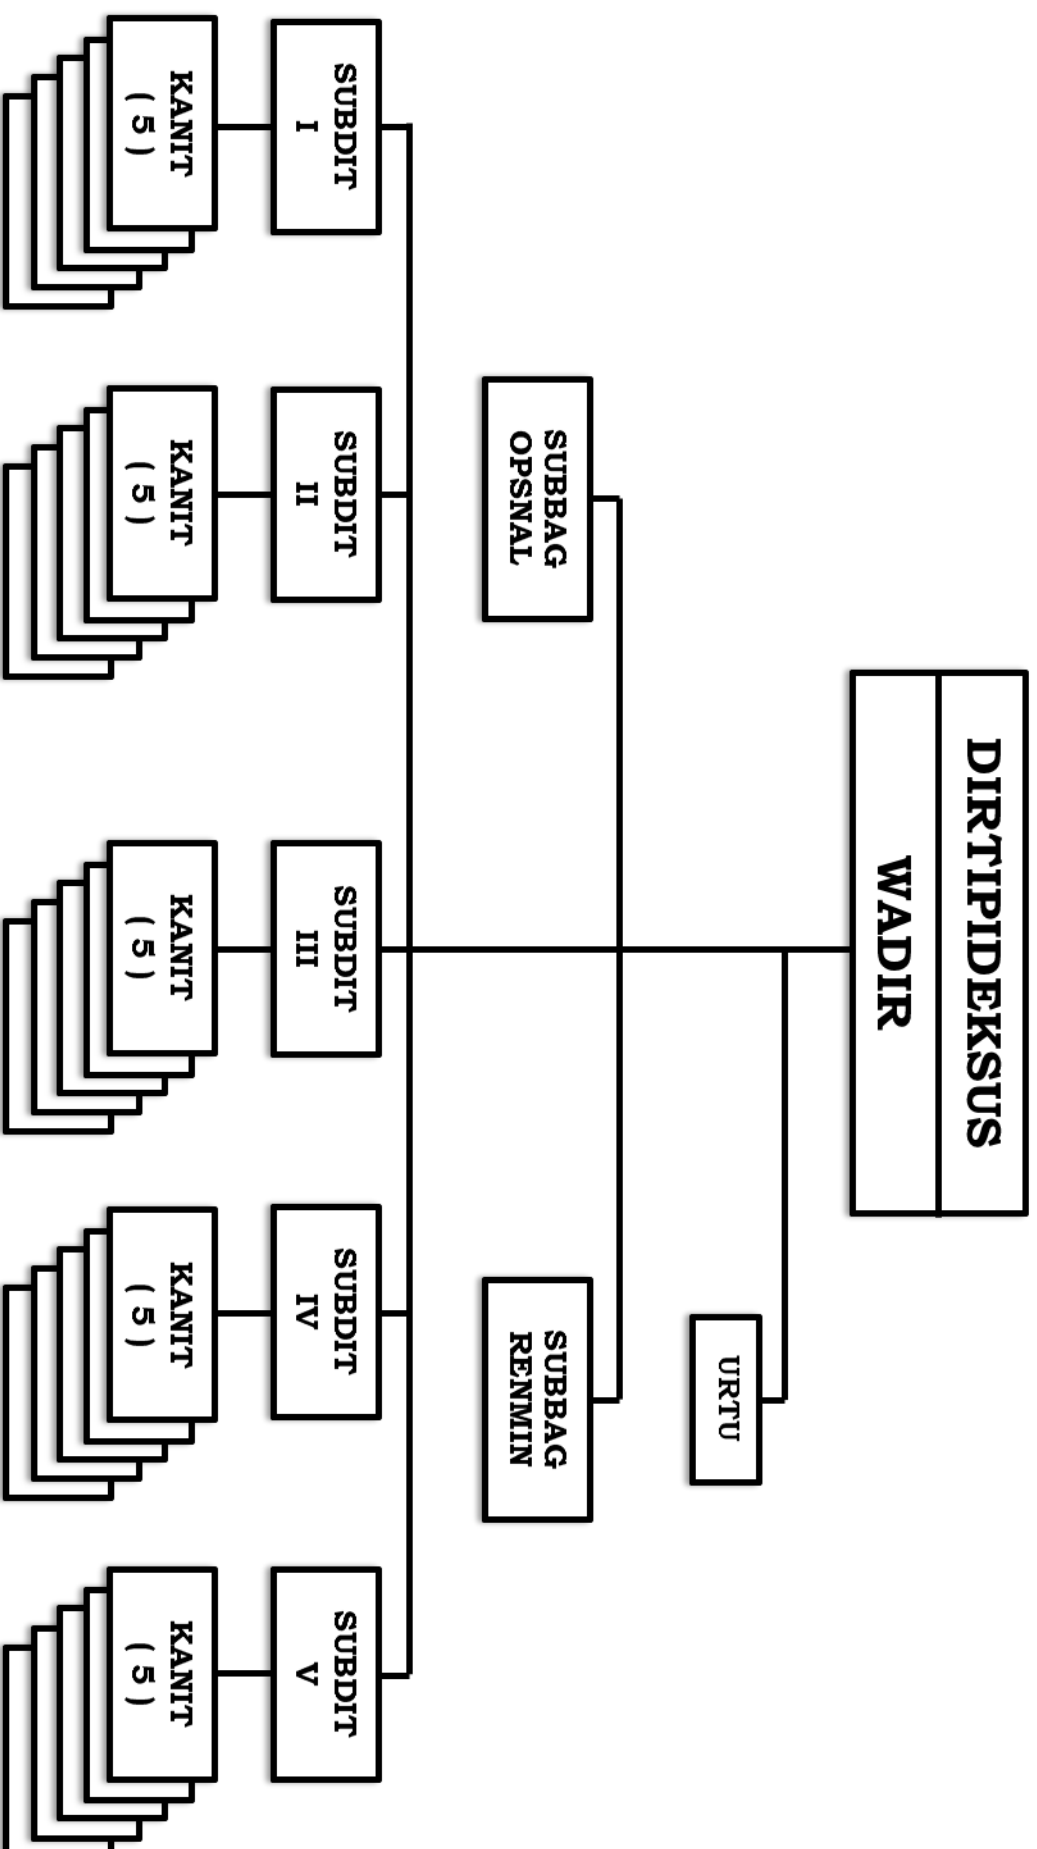 DIRTIPIDEKSUS
WADIR
URTU
SUBBAG
OPSNAL
SUBBAG
RENMIN
SUBDIT
I
SUBDIT
II
SUBDIT
III
SUBDIT
IV
SUBDIT
V
KANIT
( 5 )
KANIT
( 5 )
KANIT
( 5 )
KANIT
( 5 )
KANIT
( 5 )